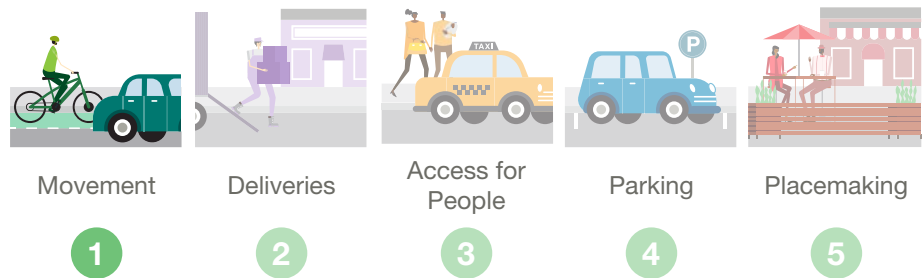 TAXI
P
Movement
Deliveries
Access for
People
Parking
Placemaking
1
2
3
4
5